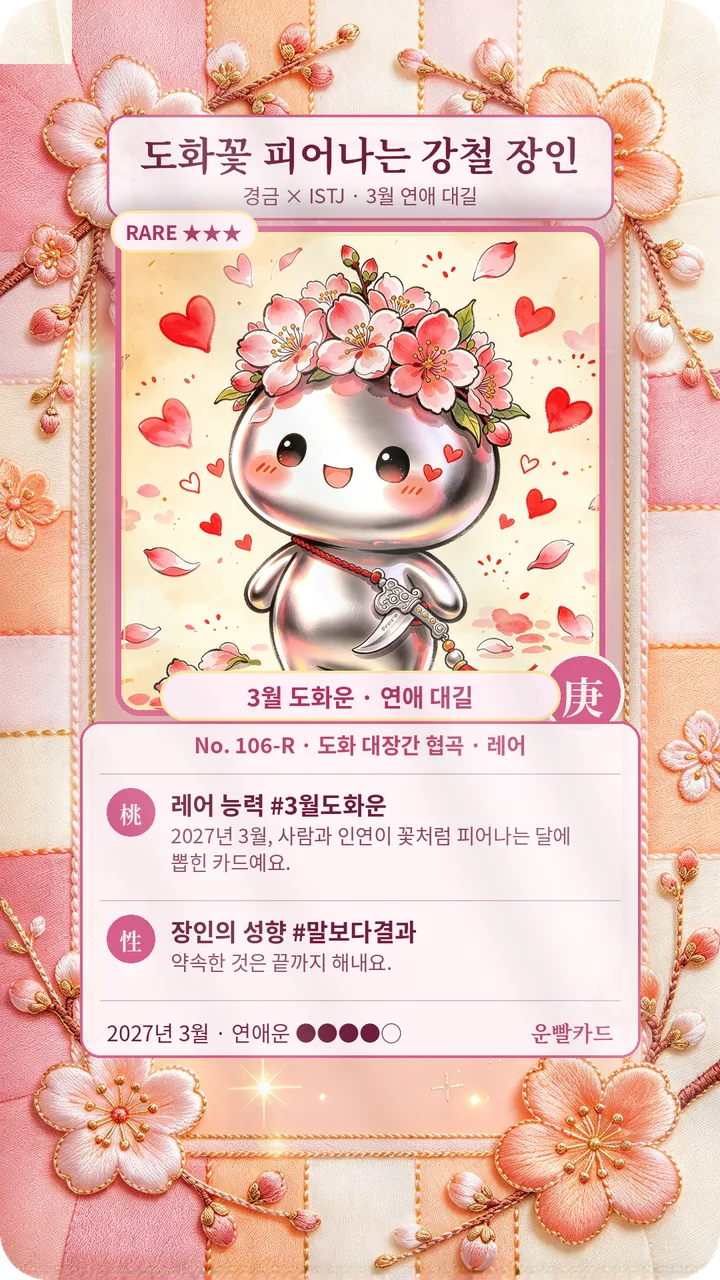 도화꽃 피어나는 강철 장인
경금 × ISTJ · 3월 연애 대길
RARE ★★★
3월 도화운 · 연애 대길
庚
No. 106-R · 도화 대장간 협곡 · 레어
桃
레어 능력 #3월도화운
2027년 3월, 사람과 인연이 꽃처럼 피어나는 달에
뽑힌 카드예요.
性
장인의 성향 #말보다결과
약속한 것은 끝까지 해내요.
2027년 3월 · 연애운 ●●●●○
운빨카드